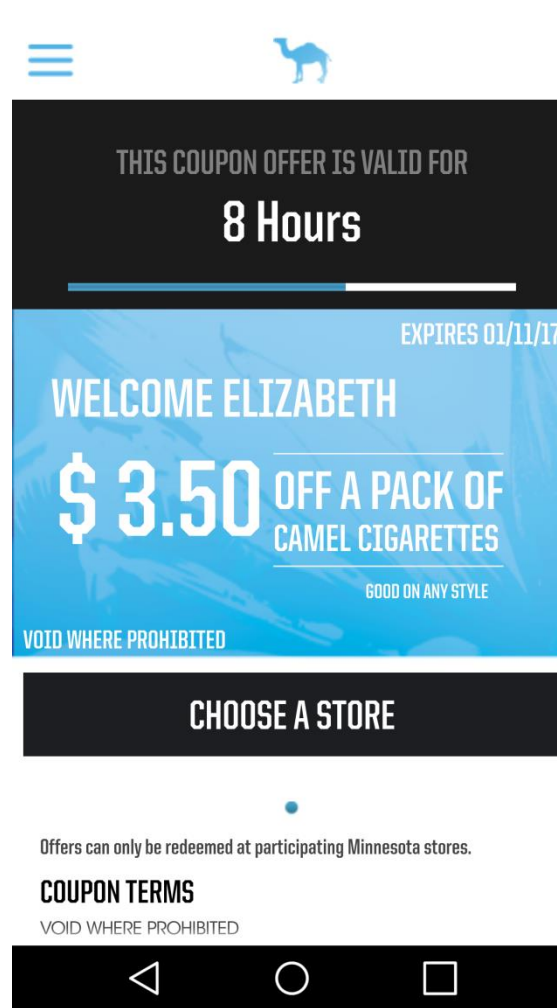 THIS COUPON OFFER IS VALID FOR
8 Hours
EXPIRES 01/11/17
WELCOME ELIZABETH
$ 3.50 OFF A PACK OF
CAMEL CIGARETTES
GOOD ON ANY STYLE
VOID WHERE PROHIBITED
CHOOSE A STORE
Offers can only be redeemed at participating Minnesota stores.
COUPON TERMS
VOID WHERE PROHIBITED